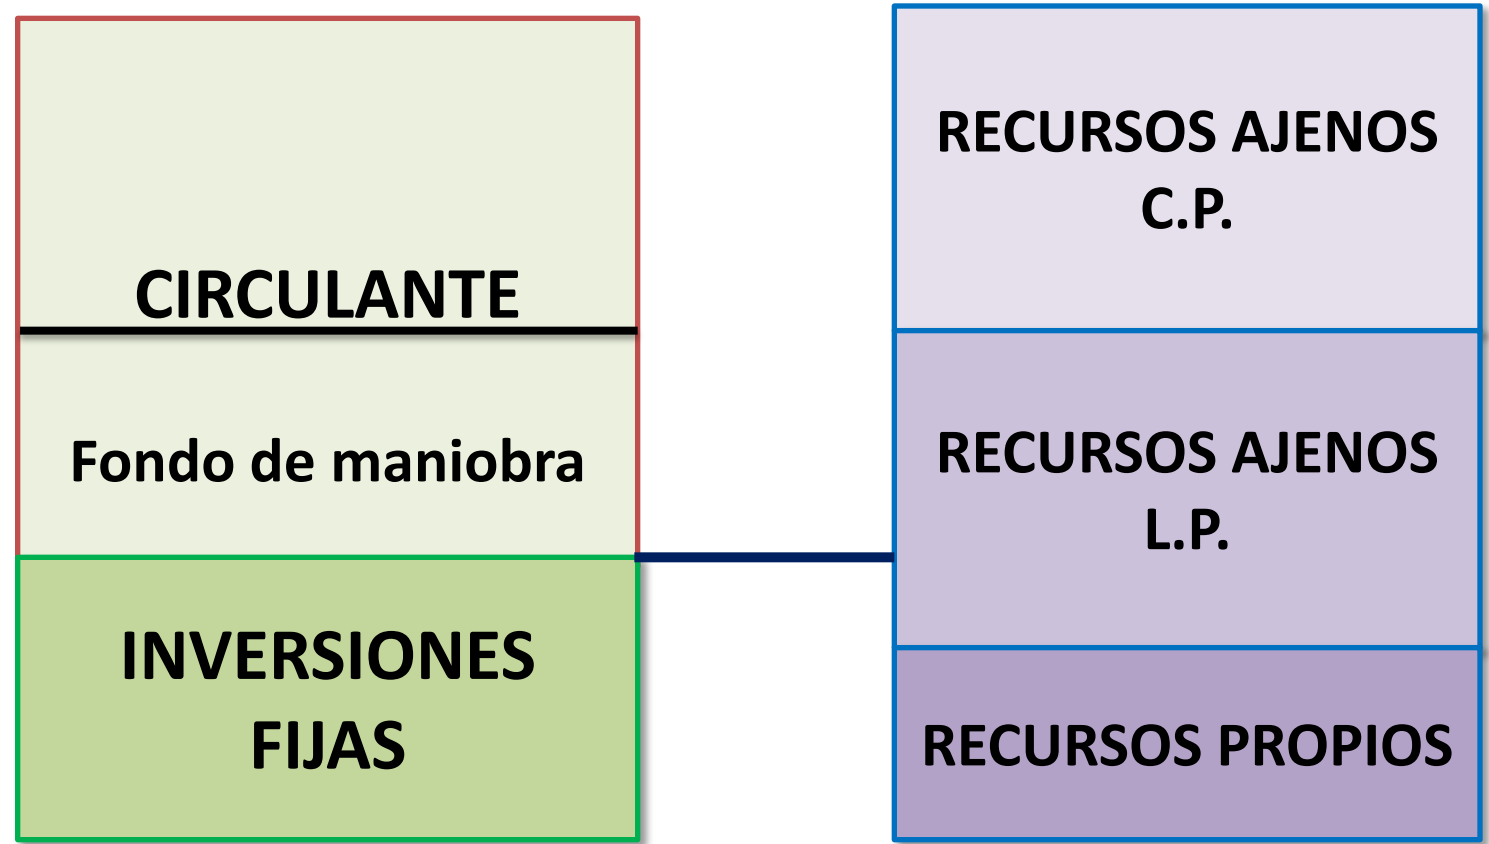 CIRCULANTE
Fondo de maniobra
INVERSIONES
FIJAS
RECURSOS AJENOS
C.P.
RECURSOS AJENOS
L.P.
RECURSOS PROPIOS